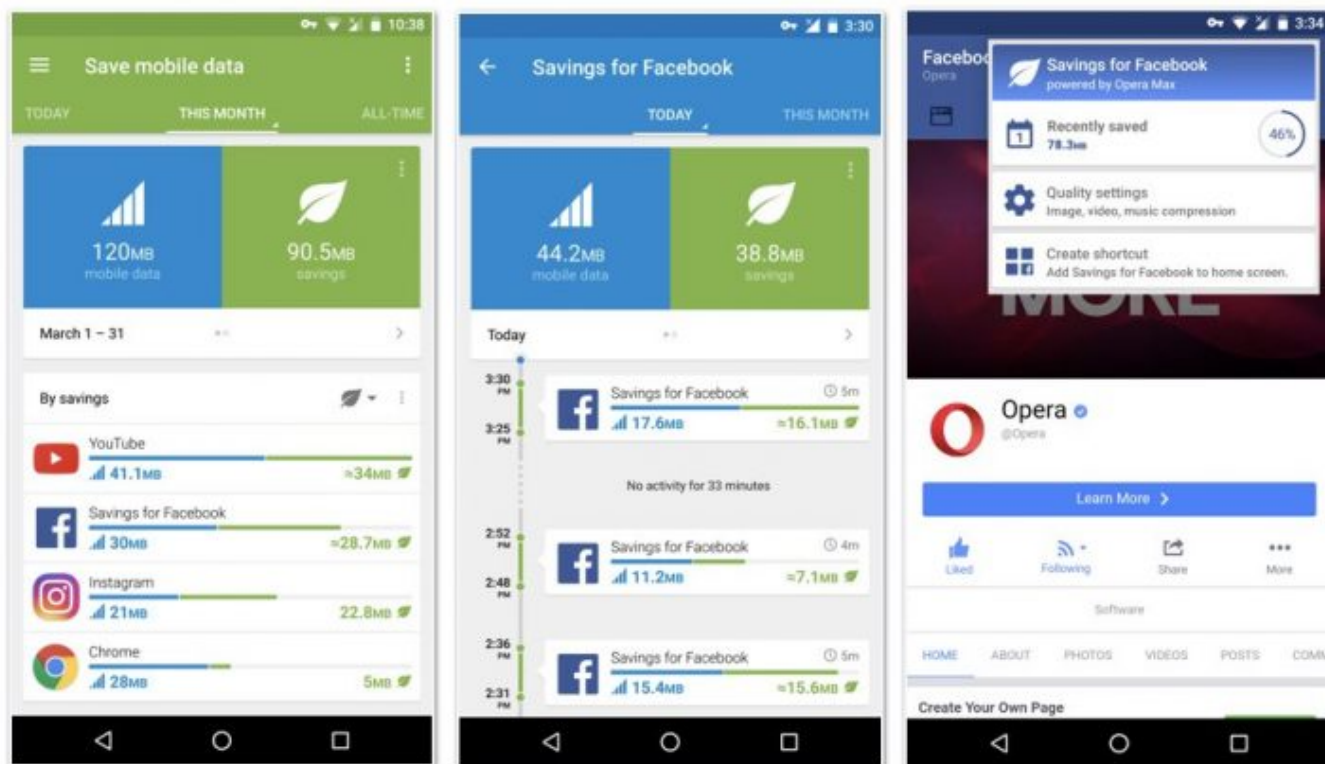 10:38
Save mobile data
TODAY THIS MONTH ALL-TIME
120MB 90.5MB
mobile data savings
March 1 – 31
By savings
YouTube
41.1MB ≈34MB
Savings for Facebook
30MB ≈28.7MB
Instagram
21MB 22.8MB
Chrome
28MB 5MB
3:30
Savings for Facebook
TODAY THIS MONTH
44.2MB 38.8MB
mobile data savings
Today
3:30 PM
Savings for Facebook 5m
17.6MB ≈16.1MB
3:25 PM
No activity for 33 minutes
2:52 PM
Savings for Facebook 4m
11.2MB ≈7.1MB
2:48 PM
2:36 PM
Savings for Facebook 5m
15.4MB ≈15.6MB
2:31 PM
3:34
Faceboo
Opera
Savings for Facebook
powered by Opera Max
Recently saved
78.3MB
46%
1
Quality settings
Image, video, music compression
Create shortcut
Add Savings for Facebook to home screen.
MORE
Opera
@Opera
Learn More
Liked Following Share More
Software
HOME ABOUT PHOTOS VIDEOS POSTS COMM
Create Your Own Page